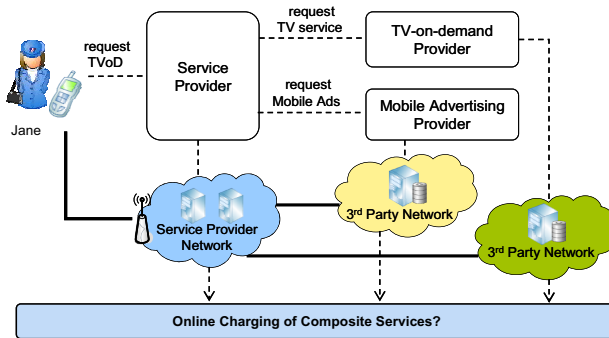 request
TVoD
Jane
Service
Provider
request
TV service
TV-on-demand
Provider
request
Mobile Ads
Mobile Advertising
Provider
Service Provider
Network
3rd Party Network
3rd Party Network
Online Charging of Composite Services?